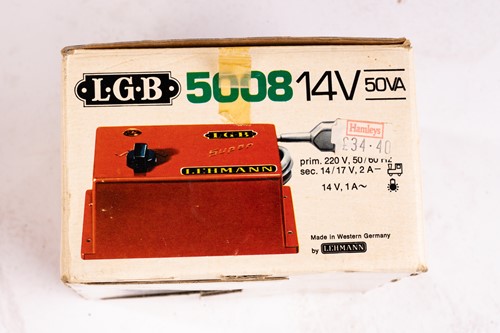 ·L·G·B· 5008 14V 50VA
L·G·B
Super
LEHMANN
Hamleys
£34·40
prim. 220 V, 50/60 Hz
sec. 14/17 V, 2 A
14 V, 1 A~
Made in Western Germany
by LEHMANN